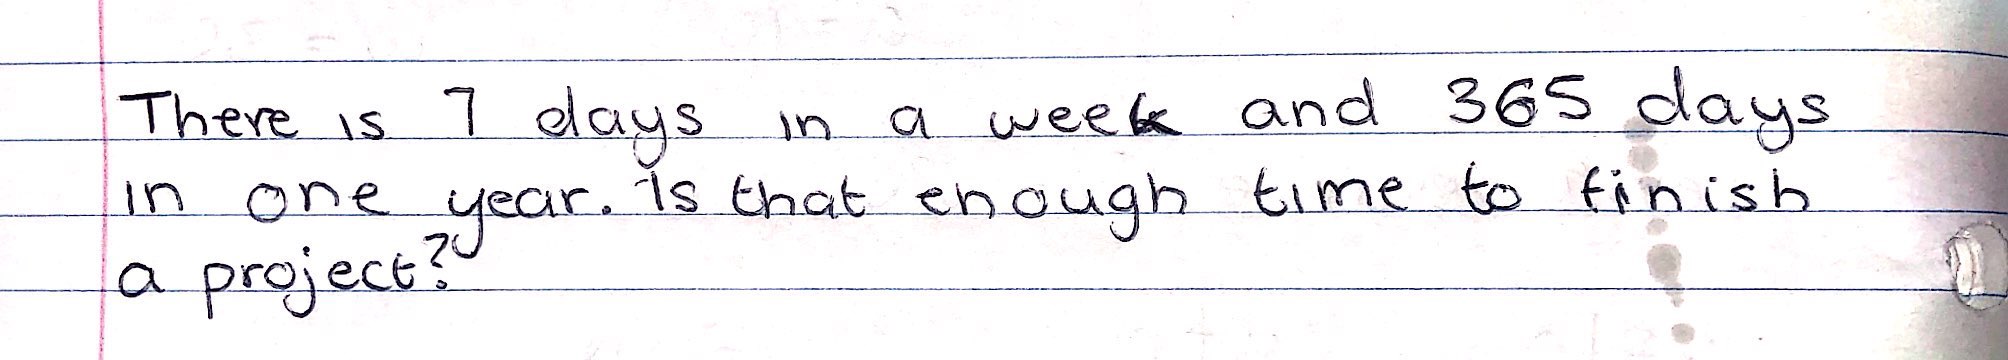 There is 7 days in a week and 365 days
in one year. Is that enough time to finish
a project?